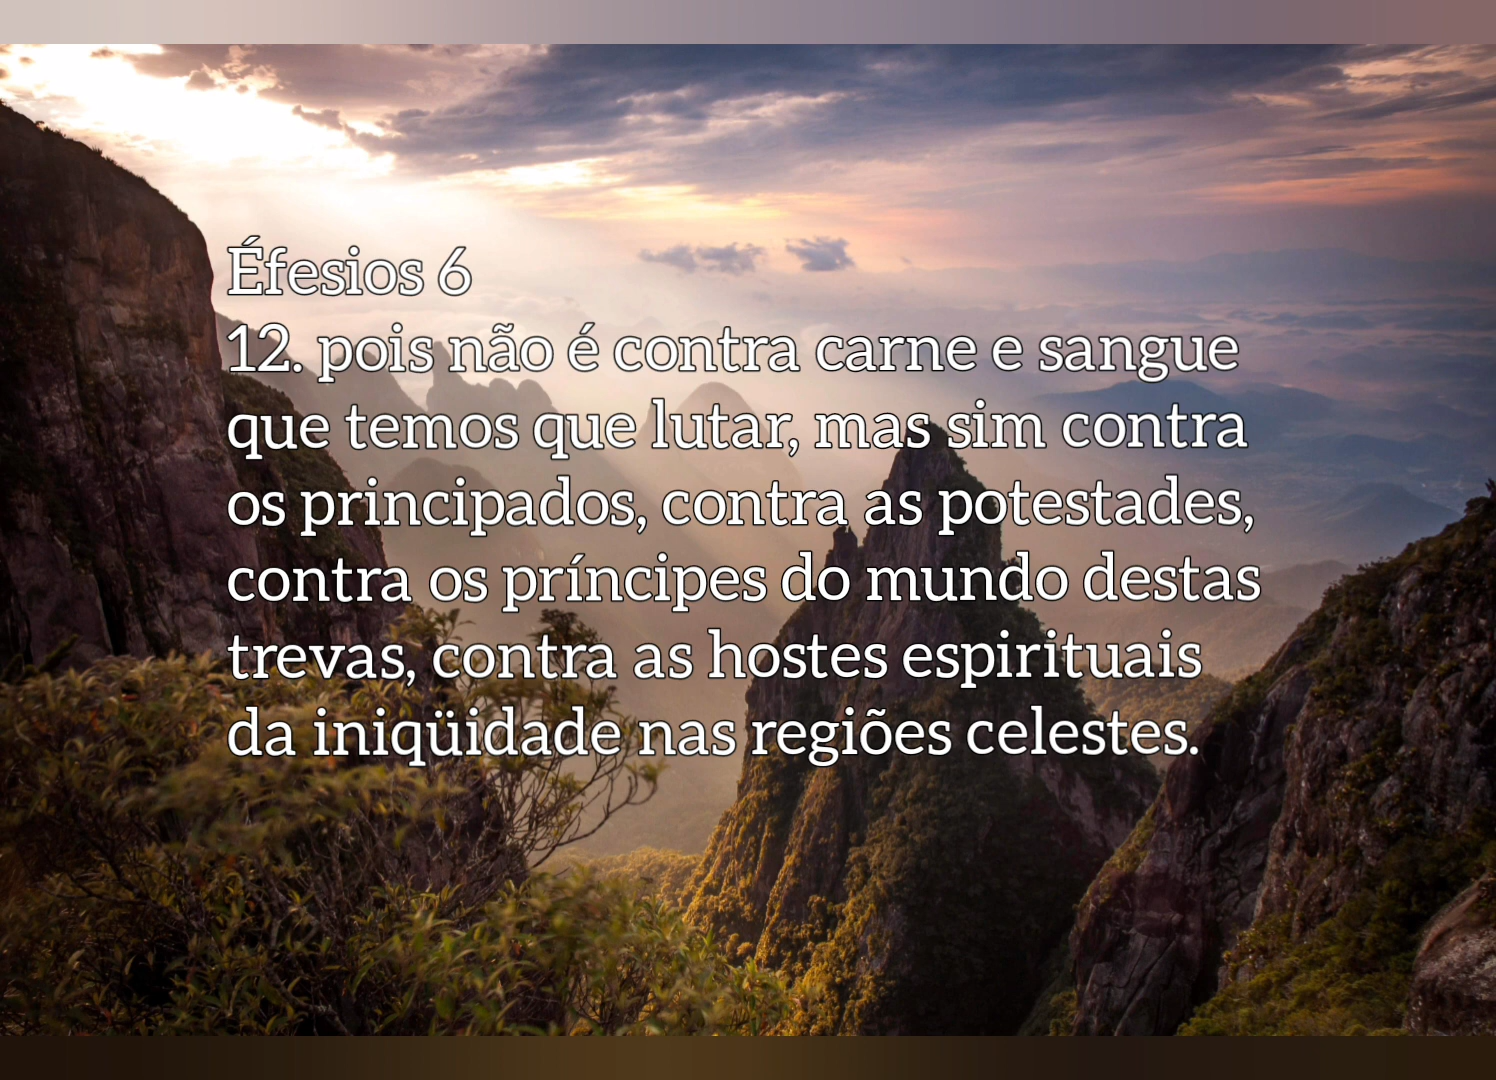 Éfesios 6
12. pois não é contra carne e sangue
que temos que lutar, mas sim contra
os principados, contra as potestades,
contra os príncipes do mundo destas
trevas, contra as hostes espirituais
da iniqüidade nas regiões celestes.